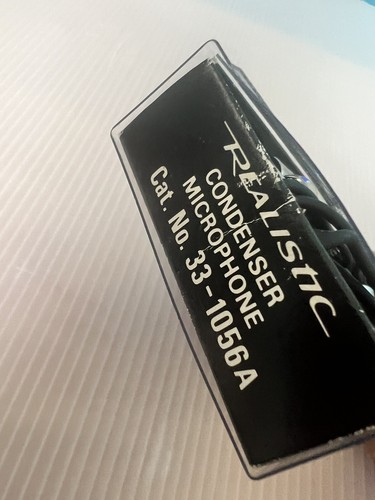 REALISTIC
CONDENSER
MICROPHONE
Cat. No. 33-1056A